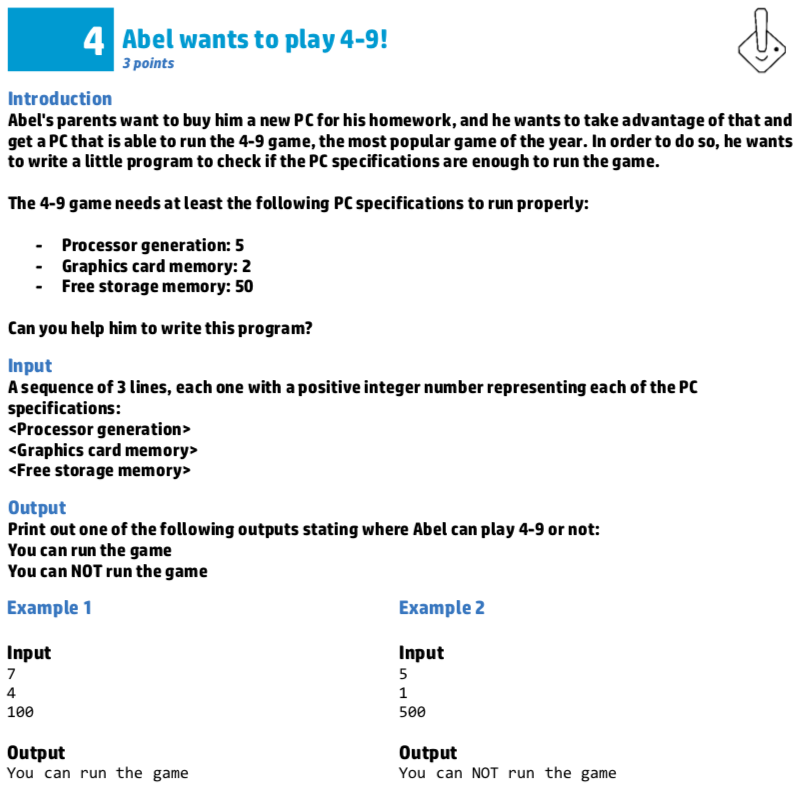 4
Abel wants to play 4-9!
3 points
Introduction
Abel's parents want to buy him a new PC for his homework, and he wants to take advantage of that and
get a PC that is able to run the 4-9 game, the most popular game of the year. In order to do so, he wants
to write a little program to check if the PC specifications are enough to run the game.
The 4-9 game needs at least the following PC specifications to run properly:
- Processor generation: 5
- Graphics card memory: 2
- Free storage memory: 50
Can you help him to write this program?
Input
A sequence of 3 lines, each one with a positive integer number representing each of the PC
specifications:
<Processor generation>
<Graphics card memory>
<Free storage memory>
Output
Print out one of the following outputs stating where Abel can play 4-9 or not:
You can run the game
You can NOT run the game
Example 1
Input
7
4
100
Output
You can run the game
Example 2
Input
5
1
500
Output
You can NOT run the game